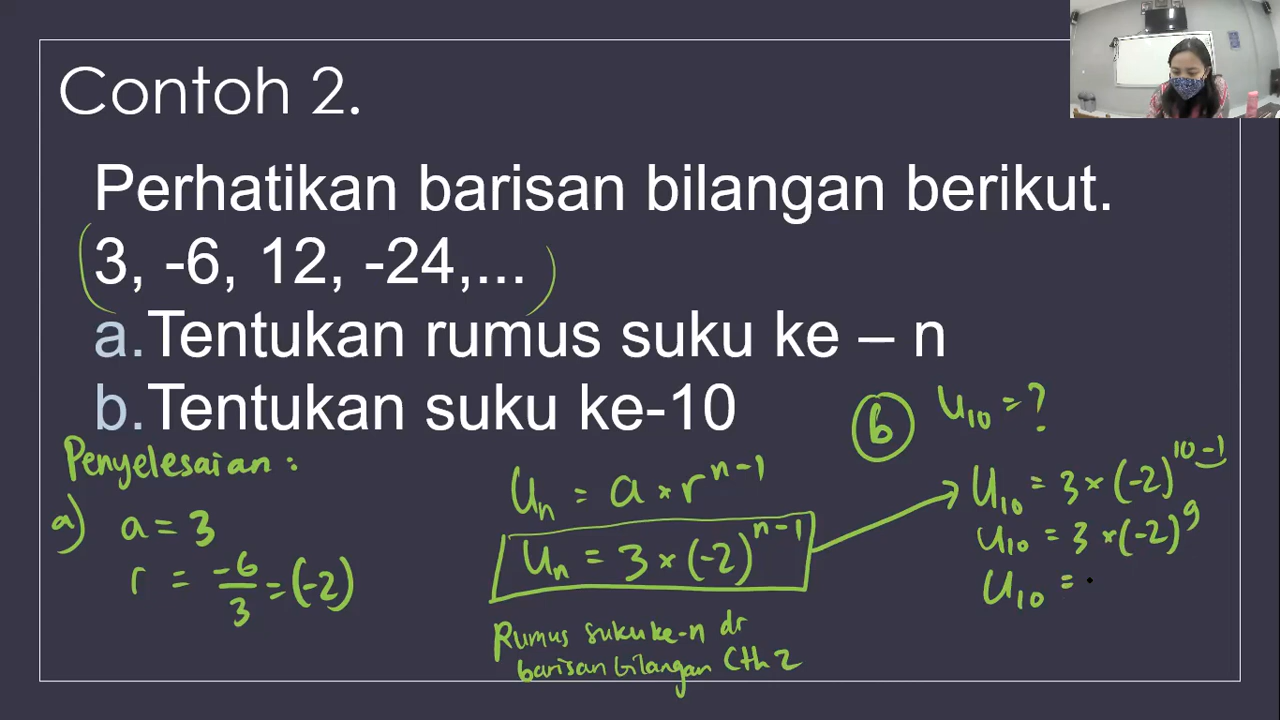 Contoh 2.
Perhatikan barisan bilangan berikut.
3, -6, 12, -24,...
a.Tentukan rumus suku ke – n
b.Tentukan suku ke-10
Penyelesaian :
a) a = 3
r = -6/3 = (-2)
Uₙ = a × rⁿ⁻¹
Uₙ = 3 × (-2)ⁿ⁻¹
Rumus suku ke-n dr
barisan bilangan Cth 2
b U₁₀ = ?
U₁₀ = 3 × (-2)¹⁰⁻¹
U₁₀ = 3 × (-2)⁹
U₁₀ =